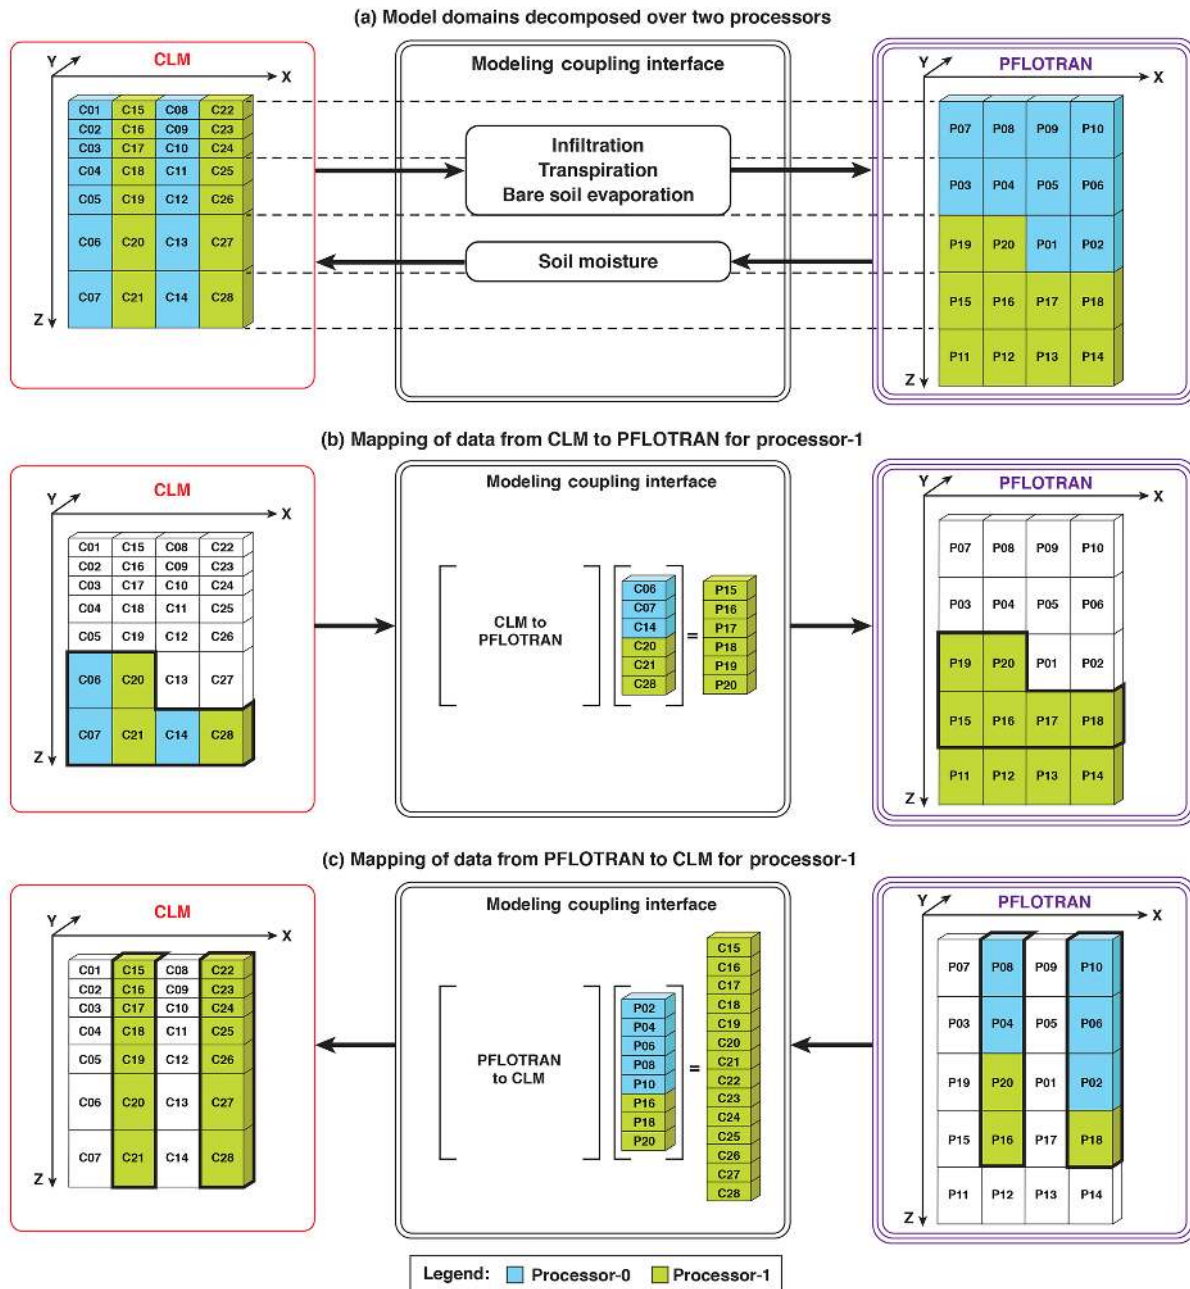 (a) Model domains decomposed over two processors
CLM
Modeling coupling interface
PFLOTRAN
Y
X
Y
X
C01 C15 C08 C22
C02 C16 C09 C23
C03 C17 C10 C24
C04 C18 C11 C25
C05 C19 C12 C26
C06 C20 C13 C27
C07 C21 C14 C28
Z
Infiltration
Transpiration
Bare soil evaporation
Soil moisture
P07 P08 P09 P10
P03 P04 P05 P06
P19 P20 P01 P02
P15 P16 P17 P18
P11 P12 P13 P14
Z
(b) Mapping of data from CLM to PFLOTRAN for processor-1
CLM
Modeling coupling interface
PFLOTRAN
Y
X
Y
X
C01 C15 C08 C22
C02 C16 C09 C23
C03 C17 C10 C24
C04 C18 C11 C25
C05 C19 C12 C26
C06 C20 C13 C27
C07 C21 C14 C28
Z
CLM to
PFLOTRAN
C06
C07
C14
C20
C21
C28
=
P15
P16
P17
P18
P19
P20
P07 P08 P09 P10
P03 P04 P05 P06
P19 P20 P01 P02
P15 P16 P17 P18
P11 P12 P13 P14
Z
(c) Mapping of data from PFLOTRAN to CLM for processor-1
CLM
Modeling coupling interface
PFLOTRAN
Y
X
Y
X
C01 C15 C08 C22
C02 C16 C09 C23
C03 C17 C10 C24
C04 C18 C11 C25
C05 C19 C12 C26
C06 C20 C13 C27
C07 C21 C14 C28
Z
PFLOTRAN
to CLM
P02
P04
P06
P08
P10
P16
P18
P20
=
C15
C16
C17
C18
C19
C20
C21
C22
C23
C24
C25
C26
C27
C28
P07 P08 P09 P10
P03 P04 P05 P06
P19 P20 P01 P02
P15 P16 P17 P18
P11 P12 P13 P14
Z
Legend: Processor-0 Processor-1